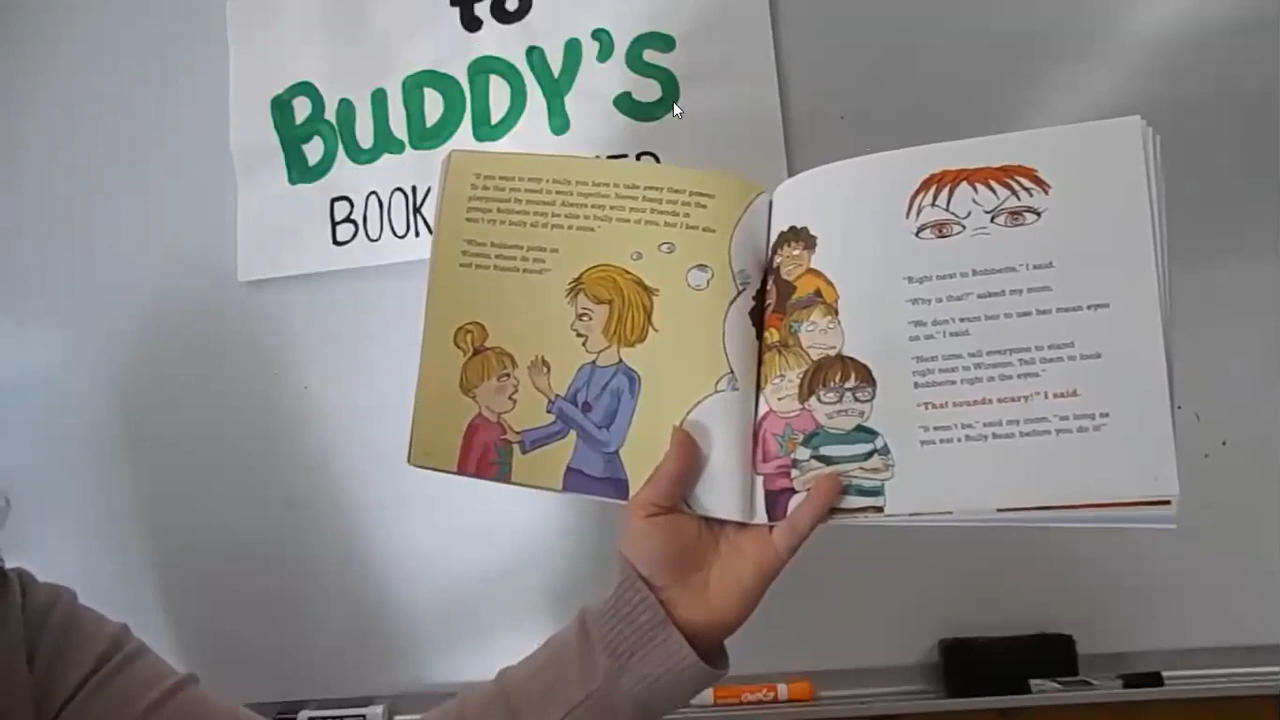 to
BUDDY'S
BOOK
"If you want to stop a bully, you have to take away their power.
To do that you need to work together. Never hang out on the
playground by yourself. Always stay with your friends in
groups. Bobbette may be able to bully one of you, but I bet she
won't try to bully all of you at once."
"When Bobbette picks on
Winston, where do you
and your friends stand?"
"Right next to Bobbette," I said.
"Why is that?" asked my mom.
"We don't want her to use her mean eyes
on us," I said.
"Next time, tell everyone to stand
right next to Winston. Tell them to look
Bobbette right in the eyes."
"That sounds scary!" I said.
"It won't be," said my mom, "as long as
you eat a Bully Bean before you do it!"
expo